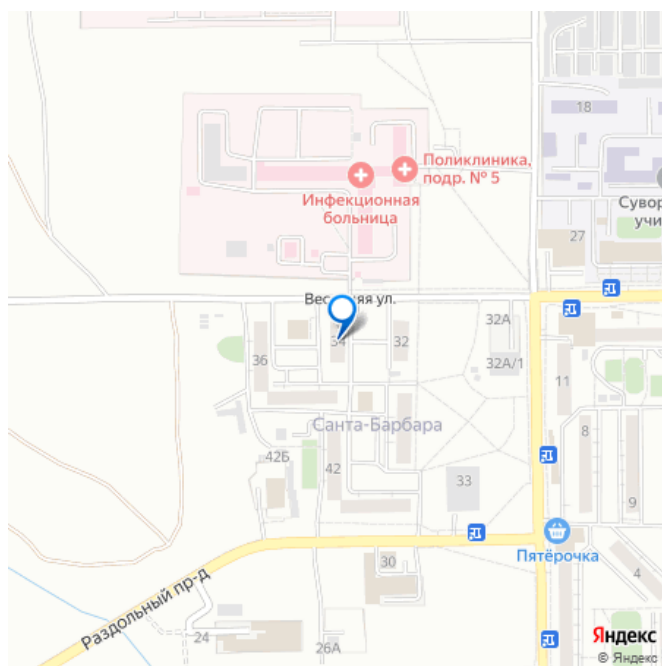 18
Поликлиника,
подр. № 5
Инфекционная
больница
27
32А
34
32
36
32А/1
11
Санта-Барбара
8
42Б
42
33
9
Пятёрочка
30
4
Раздольный пр-д
24
26А
Яндекс
© Яндекс